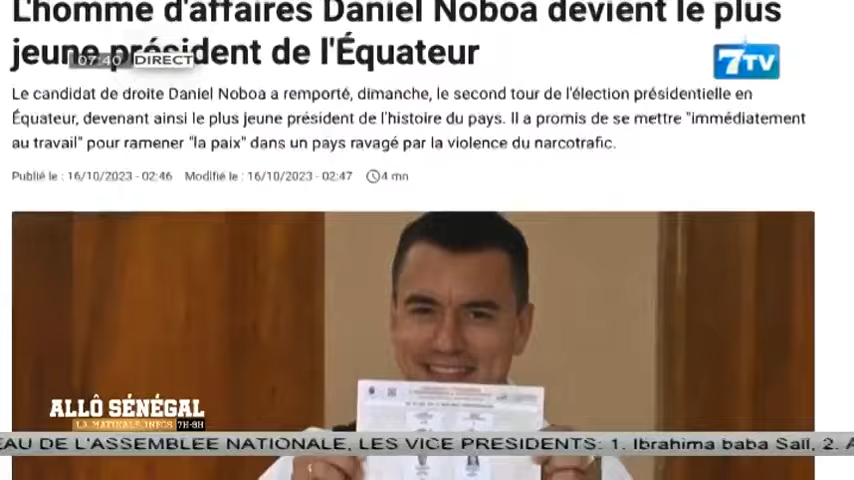 L'homme d'affaires Daniel Noboa devient le plus
jeune président de l'Équateur
07:40 DIRECT
7TV
Le candidat de droite Daniel Noboa a remporté, dimanche, le second tour de l'élection présidentielle en
Équateur, devenant ainsi le plus jeune président de l'histoire du pays. Il a promis de se mettre "immédiatement
au travail" pour ramener "la paix" dans un pays ravagé par la violence du narcotrafic.
Publié le : 16/10/2023 - 02:46 Modifié le : 16/10/2023 - 02:47 4 mn
ALLÔ SÉNÉGAL
LA MATINALE INFOS 7H-9H
EAU DE L'ASSEMBLEE NATIONALE, LES VICE PRESIDENTS: 1. Ibrahima baba Sall, 2. A